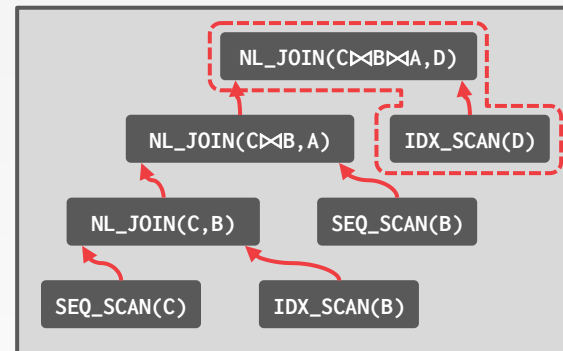 NL_JOIN(C⨝B⨝A,D)
NL_JOIN(C⨝B,A)
IDX_SCAN(D)
NL_JOIN(C,B)
SEQ_SCAN(B)
SEQ_SCAN(C)
IDX_SCAN(B)